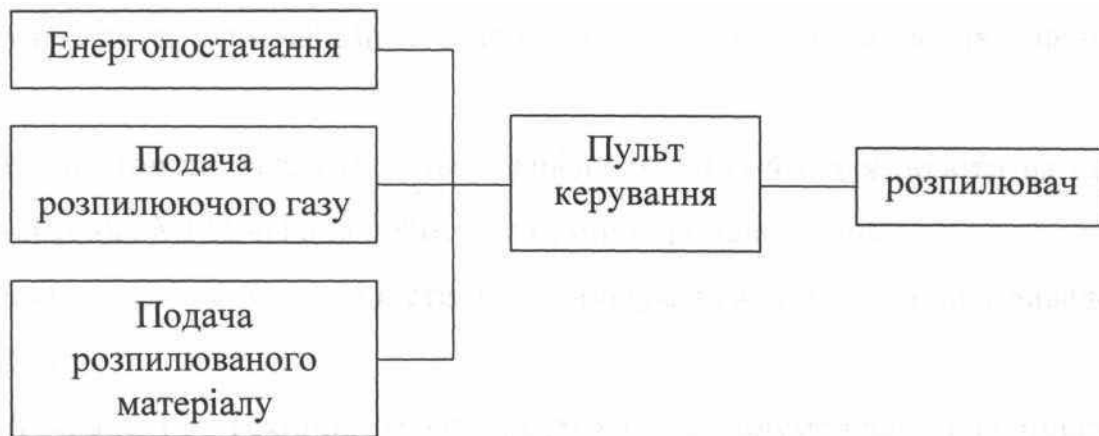 Енергопостачання
Подача
розпилюючого газу
Подача
розпилюваного
матеріалу
Пульт
керування
розпилювач